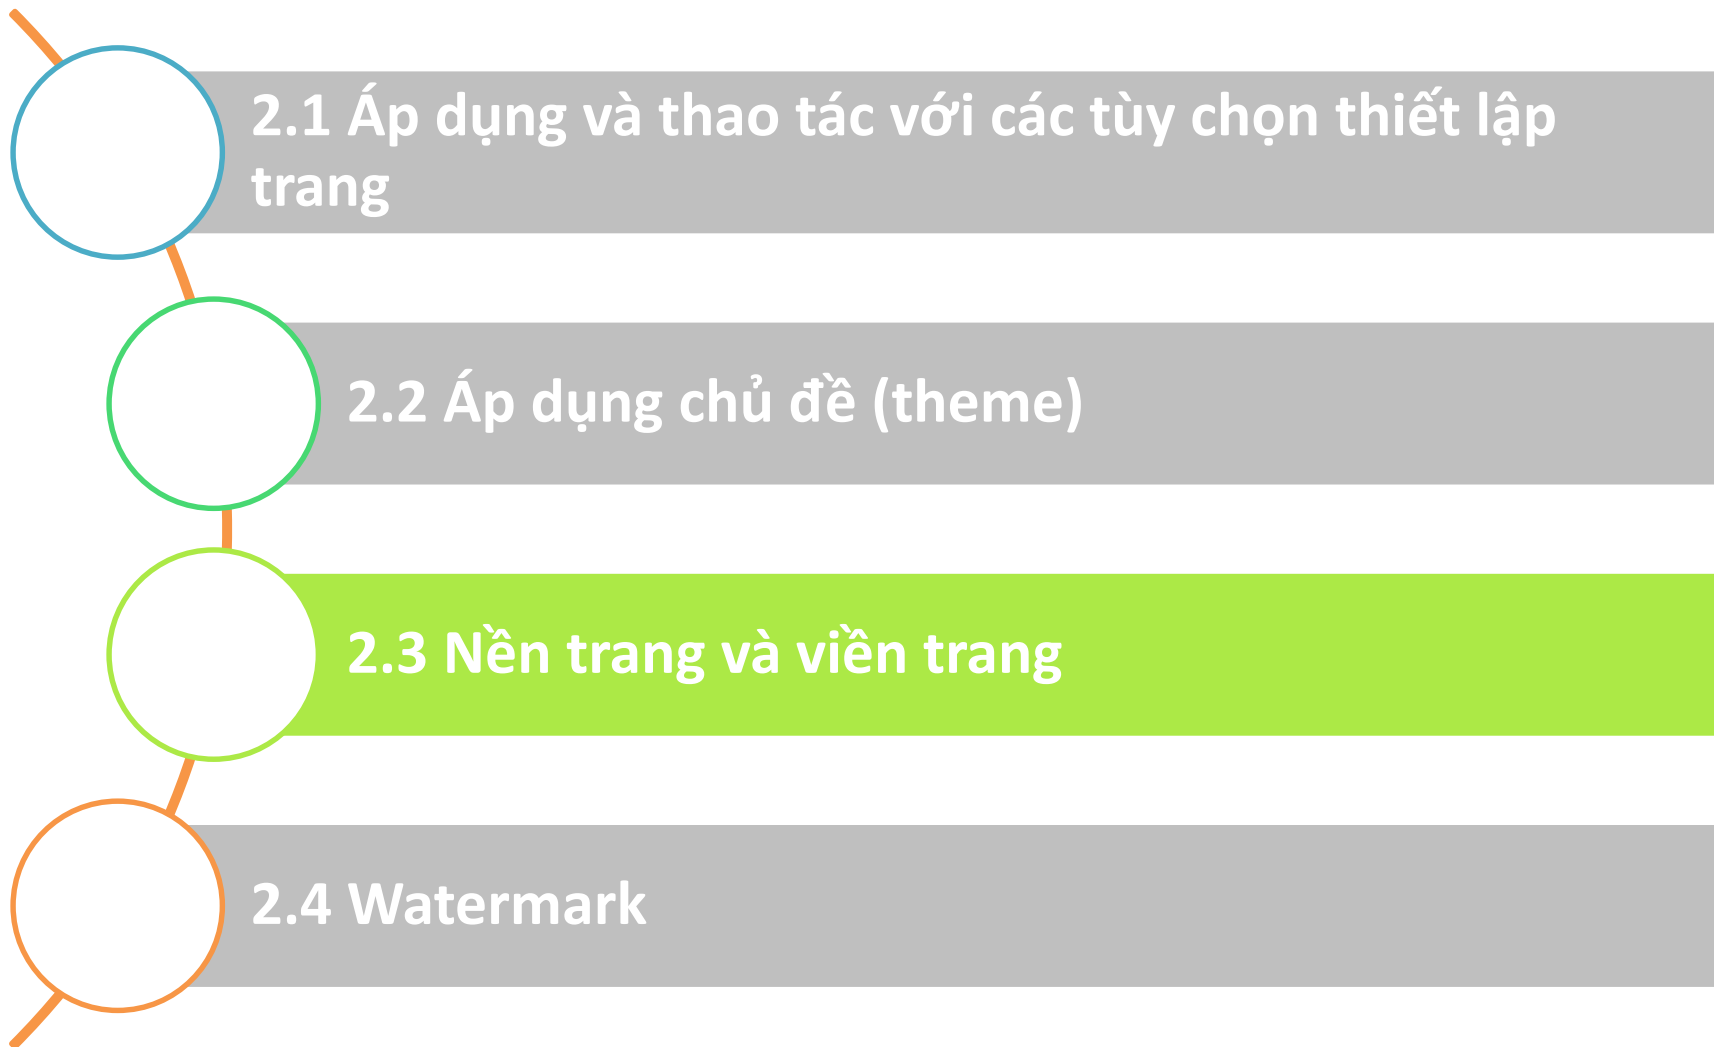 2.1 Áp dụng và thao tác với các tùy chọn thiết lập
trang
2.2 Áp dụng chủ đề (theme)
2.3 Nền trang và viền trang
2.4 Watermark